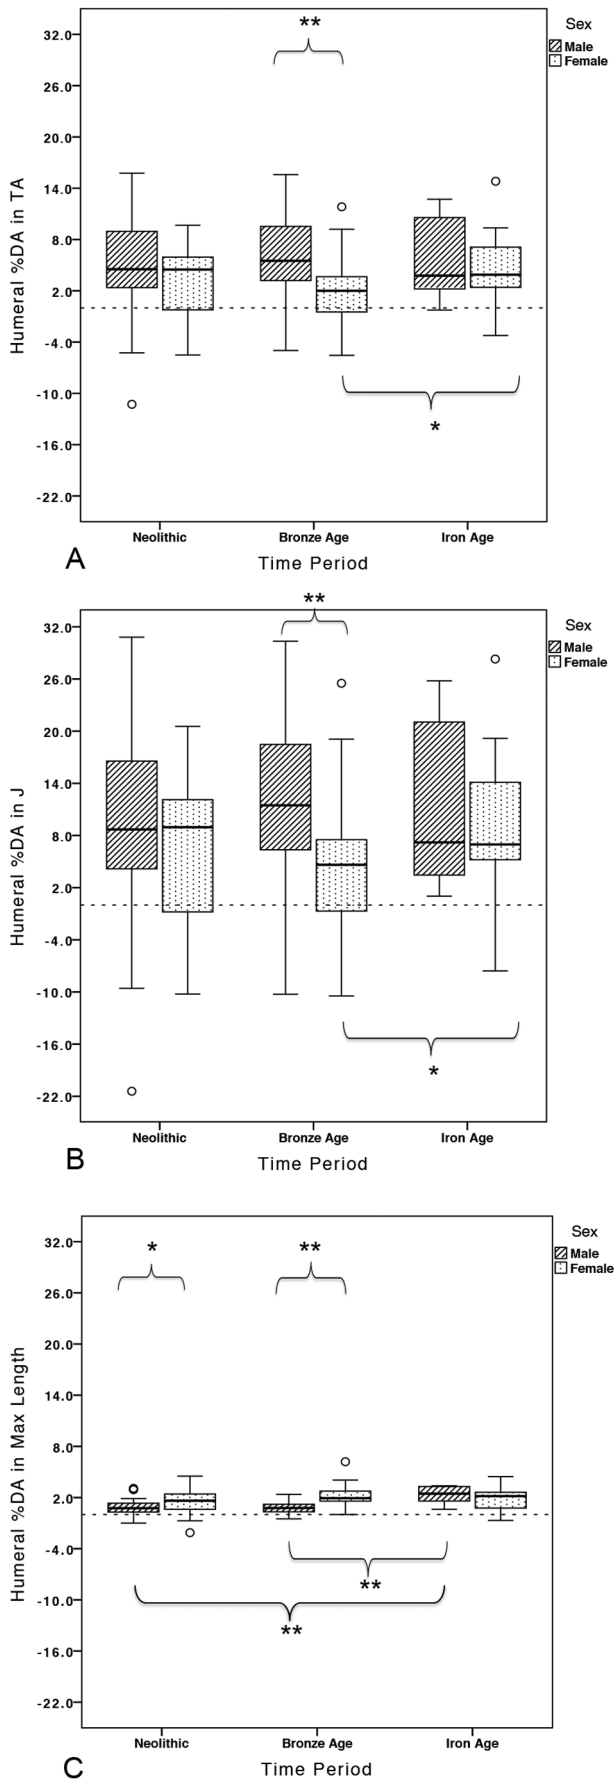 **
Sex
Male
Female
32.0
26.0
20.0
14.0
8.0
2.0
-4.0
-10.0
-16.0
-22.0
Humeral %DA in TA
*
Neolithic Bronze Age Iron Age
Time Period
A
**
Sex
Male
Female
32.0
26.0
20.0
14.0
8.0
2.0
-4.0
-10.0
-16.0
-22.0
Humeral %DA in J
*
Neolithic Bronze Age Iron Age
Time Period
B
* **
Sex
Male
Female
32.0
26.0
20.0
14.0
8.0
2.0
-4.0
-10.0
-16.0
-22.0
Humeral %DA in Max Length
**
**
Neolithic Bronze Age Iron Age
Time Period
C